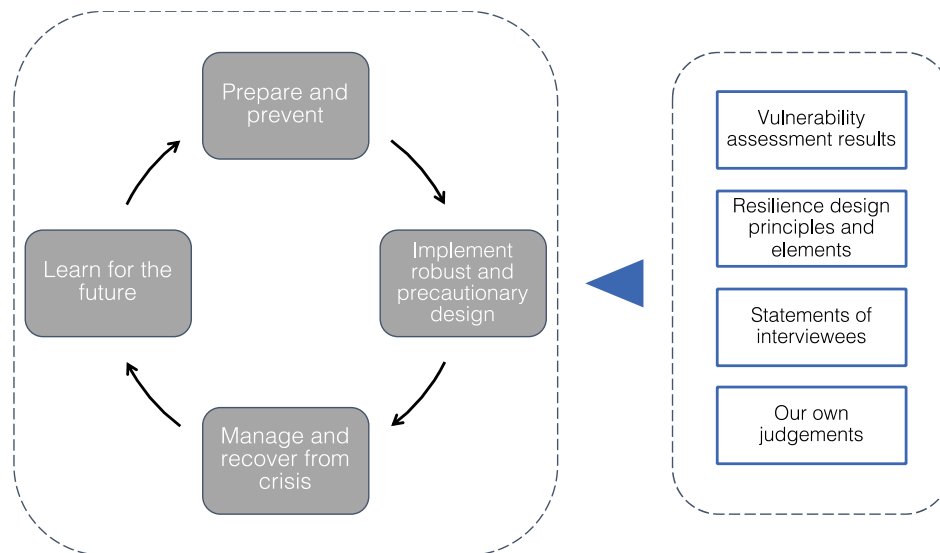 Prepare and
prevent
Implement
robust and
precautionary
design
Manage and
recover from
crisis
Learn for the
future
Vulnerability
assessment results
Resilience design
principles and
elements
Statements of
interviewees
Our own
judgements